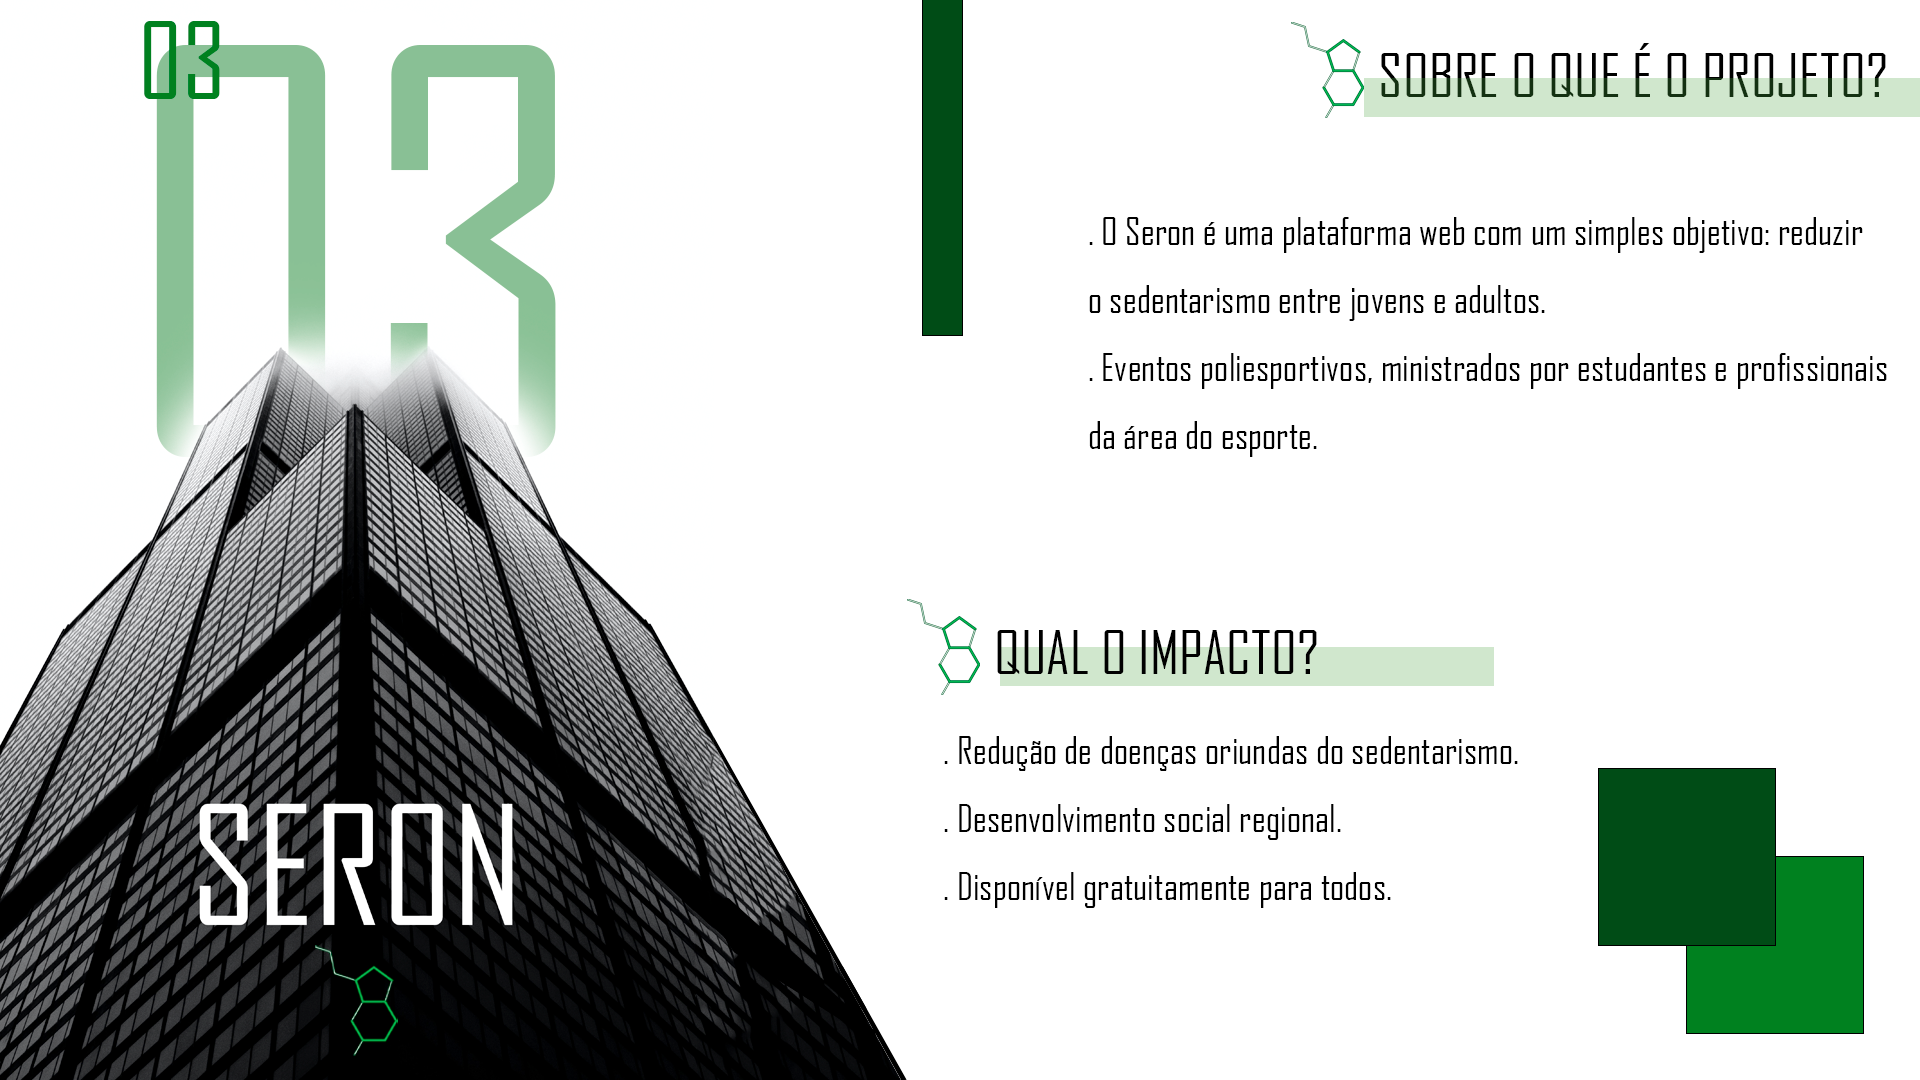 03
03
SERON
SOBRE O QUE É O PROJETO?
. O Seron é uma plataforma web com um simples objetivo: reduzir
o sedentarismo entre jovens e adultos.
. Eventos poliesportivos, ministrados por estudantes e profissionais
da área do esporte.
QUAL O IMPACTO?
. Redução de doenças oriundas do sedentarismo.
. Desenvolvimento social regional.
. Disponível gratuitamente para todos.